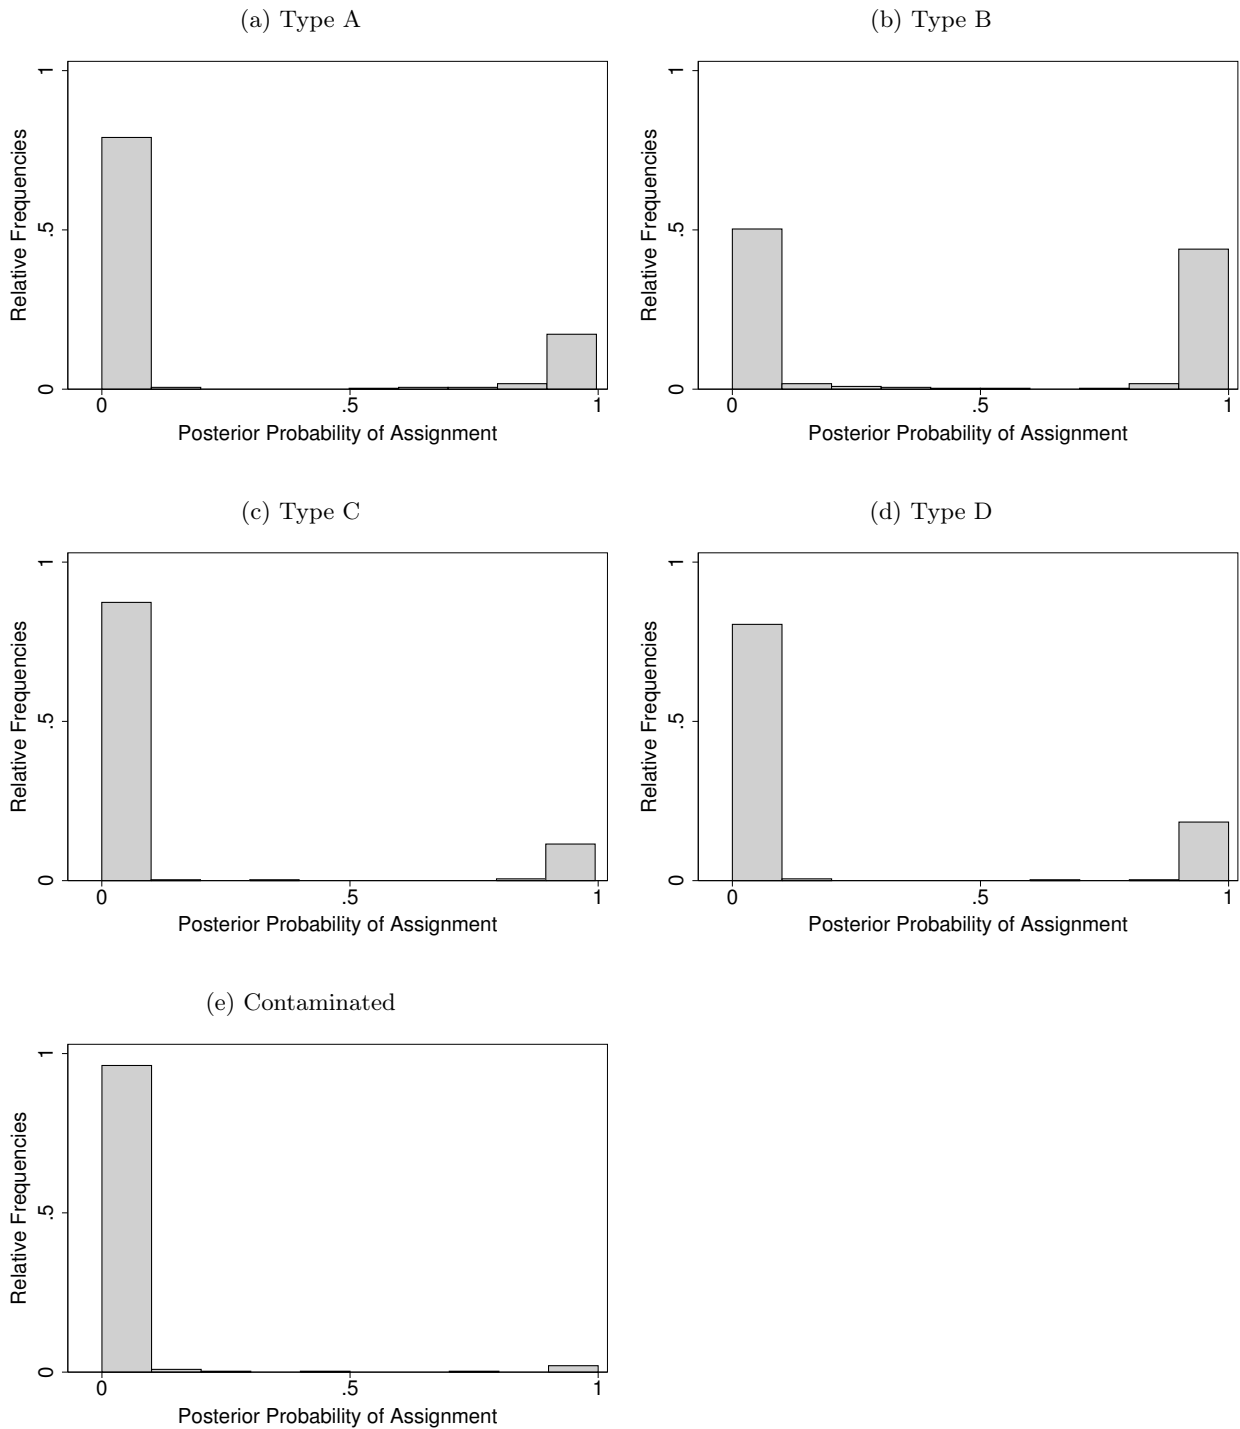 (a) Type A
1
.5
0
Relative Frequencies
0 .5 1
Posterior Probability of Assignment
(b) Type B
1
.5
0
Relative Frequencies
0 .5 1
Posterior Probability of Assignment
(c) Type C
1
.5
0
Relative Frequencies
0 .5 1
Posterior Probability of Assignment
(d) Type D
1
.5
0
Relative Frequencies
0 .5 1
Posterior Probability of Assignment
(e) Contaminated
1
.5
0
Relative Frequencies
0 .5 1
Posterior Probability of Assignment